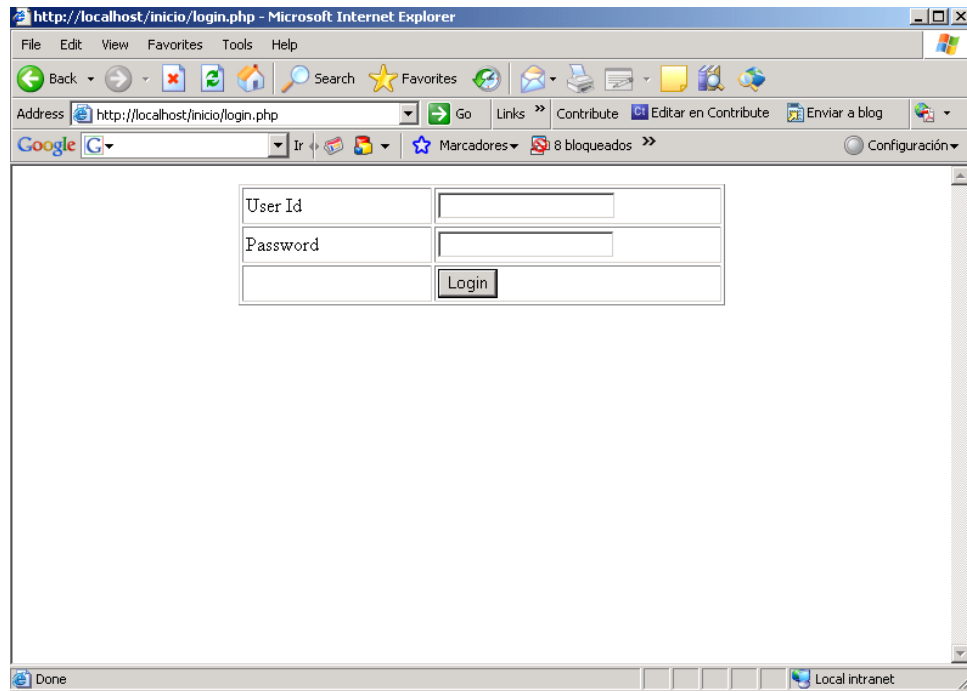 http://localhost/inicio/login.php - Microsoft Internet Explorer
File Edit View Favorites Tools Help
Back Search Favorites
Address http://localhost/inicio/login.php Go Links » Contribute Ct Editar en Contribute Enviar a blog
Google G Ir Marcadores 8 bloqueados » Configuración
User Id
Password
Login
Done Local intranet